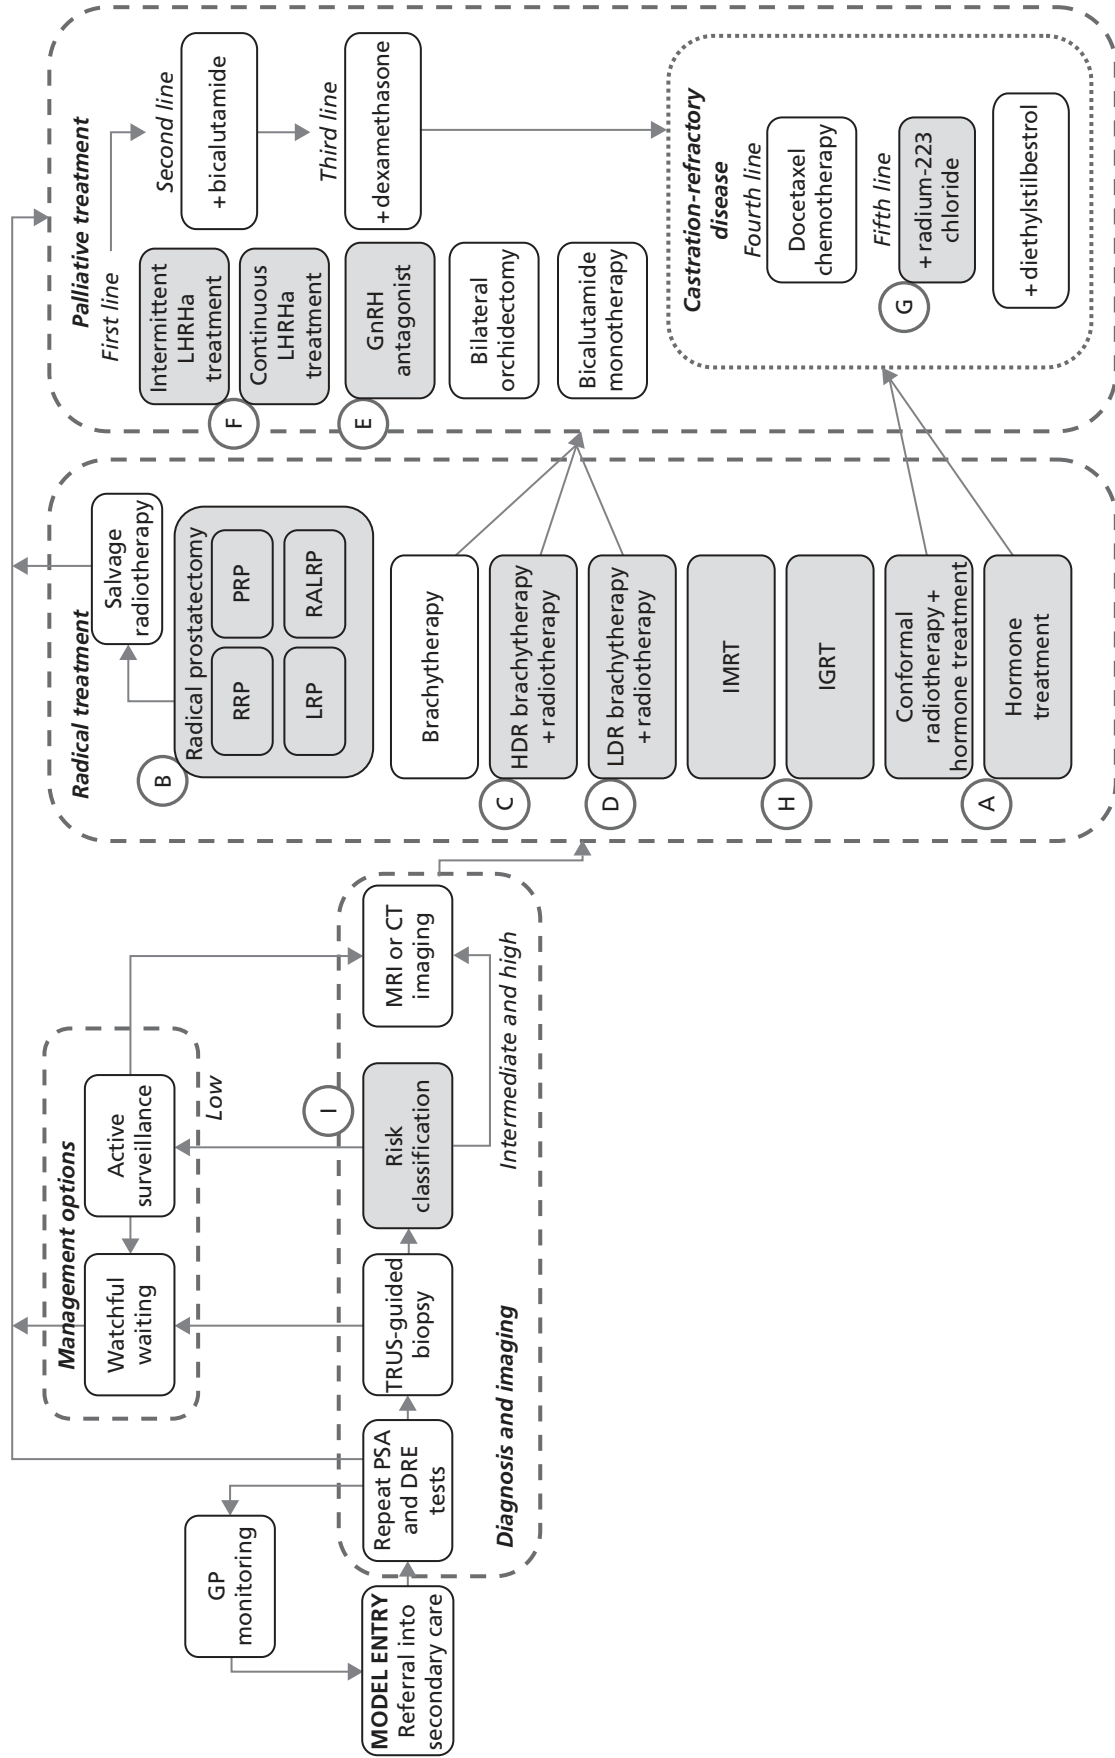 MODEL ENTRY
Referral into
secondary care
GP
monitoring
Repeat PSA
and DRE
tests
TRUS-guided
biopsy
Risk
classification
I
MRI or CT
imaging
Intermediate and high
Low
Diagnosis and imaging
Management options
Watchful
waiting
Active
surveillance
Radical treatment
Salvage
radiotherapy
B
Radical prostatectomy
RRP
PRP
LRP
RALRP
Brachytherapy
C
HDR brachytherapy
+ radiotherapy
D
LDR brachytherapy
+ radiotherapy
IMRT
H
IGRT
Conformal
radiotherapy +
hormone treatment
A
Hormone
treatment
Palliative treatment
First line
Intermittent
LHRHa
treatment
F
Continuous
LHRHa
treatment
E
GnRH
antagonist
Bilateral
orchidectomy
Bicalutamide
monotherapy
Second line
+ bicalutamide
Third line
+ dexamethasone
Castration-refractory
disease
Fourth line
Docetaxel
chemotherapy
Fifth line
G
+ radium-223
chloride
+ diethylstilbestrol